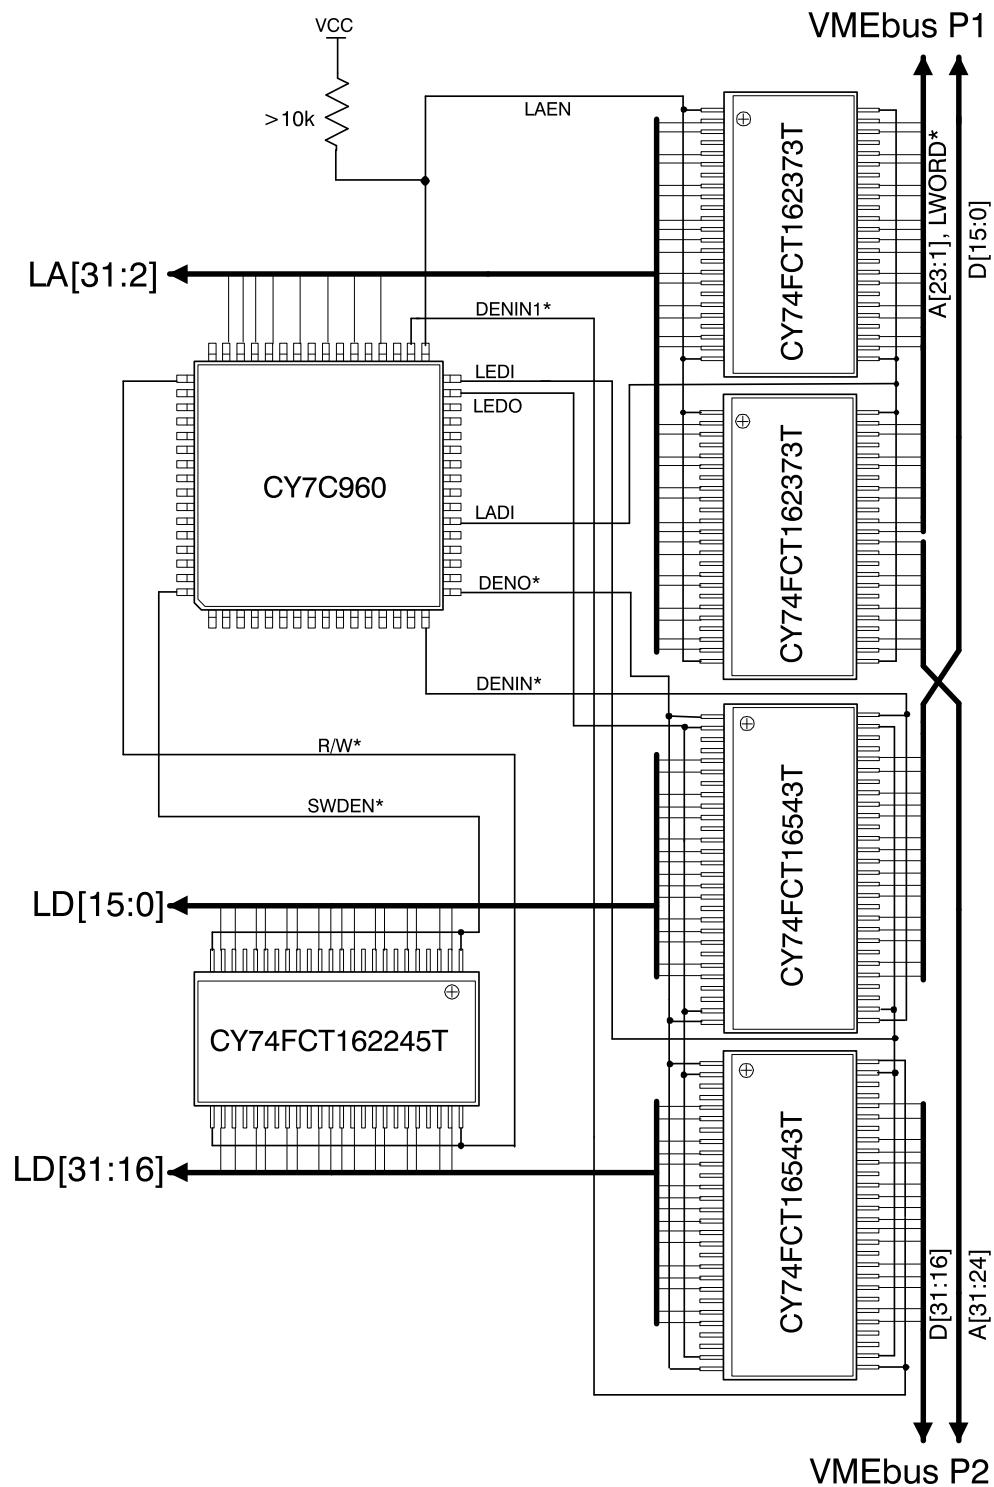 VMEbus P1
VCC
>10k
LAEN
CY74FCT162373T
A[23:1], LWORD*
D[15:0]
LA[31:2]
DENIN1*
LEDI
LEDO
CY7C960
CY74FCT162373T
LADI
DENO*
DENIN*
R/W*
SWDEN*
CY74FCT16543T
LD[15:0]
CY74FCT162245T
LD[31:16]
CY74FCT16543T
D[31:16]
A[31:24]
VMEbus P2